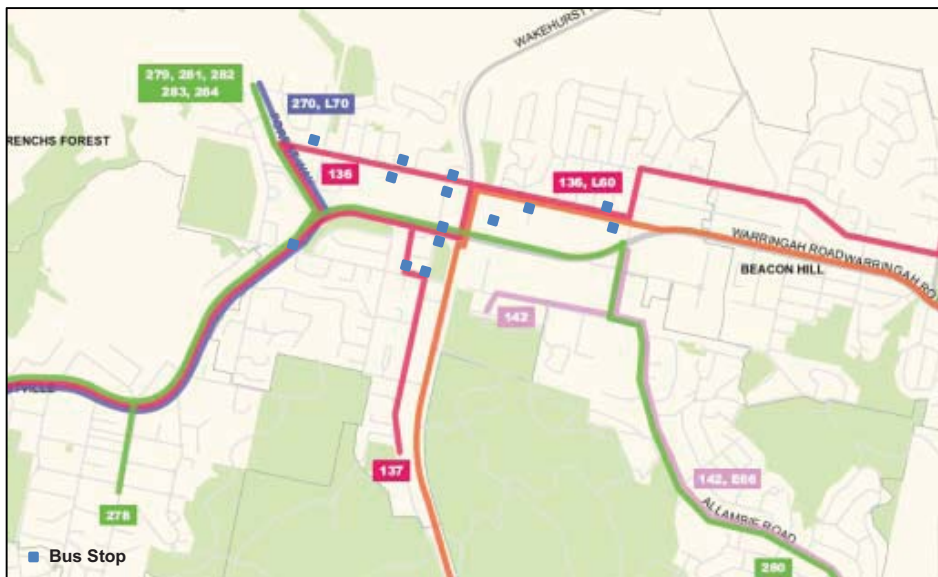 WAKEHURST
279, 281, 282
283, 284
270, L70
RENCHS FOREST
136
136, L60
WARRINGAH ROAD
WARRINGAH RO
BEACON HILL
142
137
142, E66
ALLAMBIE ROAD
278
280
Bus Stop